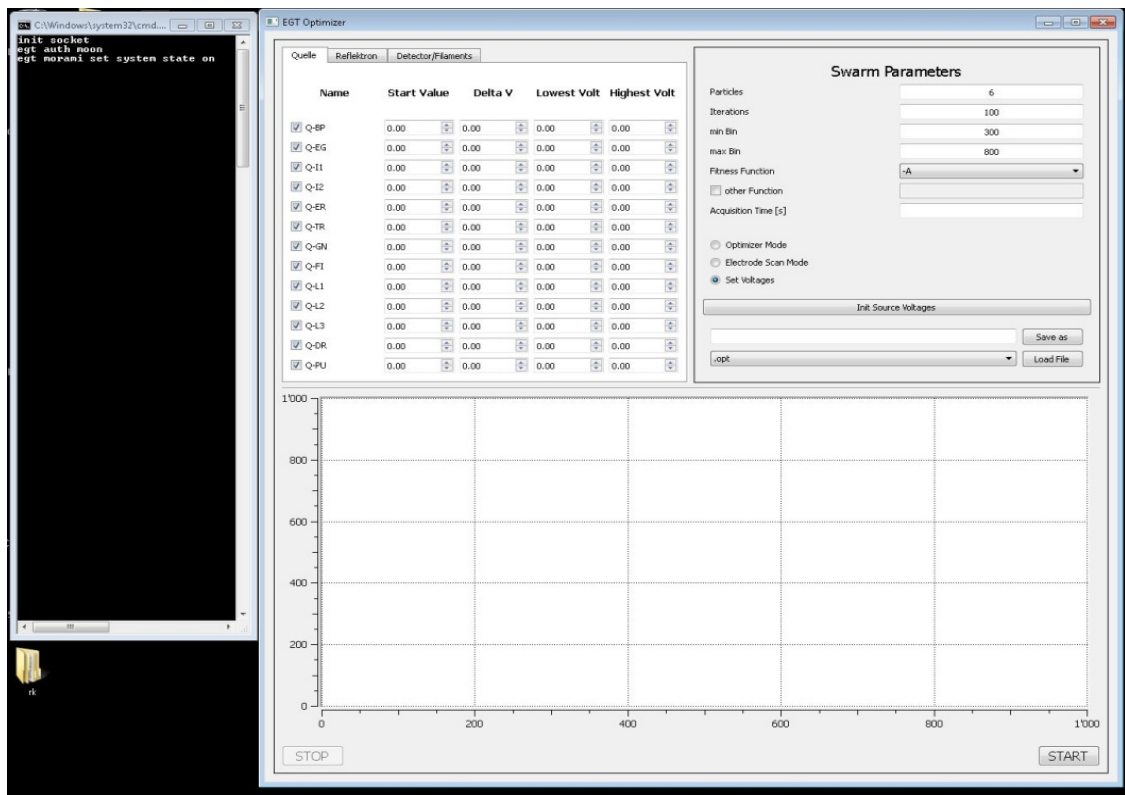 C:\Windows\system32\cmd....
init socket
egt auth moon
egt morami set system state on
rk
EGT Optimizer
Quelle Reflektron Detector/Filaments
Name Start Value Delta V Lowest Volt Highest Volt
Q-BP 0.00 0.00 0.00 0.00
Q-EG 0.00 0.00 0.00 0.00
Q-I1 0.00 0.00 0.00 0.00
Q-I2 0.00 0.00 0.00 0.00
Q-ER 0.00 0.00 0.00 0.00
Q-TR 0.00 0.00 0.00 0.00
Q-GN 0.00 0.00 0.00 0.00
Q-FI 0.00 0.00 0.00 0.00
Q-L1 0.00 0.00 0.00 0.00
Q-L2 0.00 0.00 0.00 0.00
Q-L3 0.00 0.00 0.00 0.00
Q-DR 0.00 0.00 0.00 0.00
Q-PU 0.00 0.00 0.00 0.00
Swarm Parameters
Particles 6
Iterations 100
min Bin 300
max Bin 800
Fitness Function -A
other Function
Acquisition Time [s]
Optimizer Mode
Electrode Scan Mode
Set Voltages
Init Source Voltages
Save as
.opt Load File
1'000
800
600
400
200
0
0 200 400 600 800 1'000
STOP START